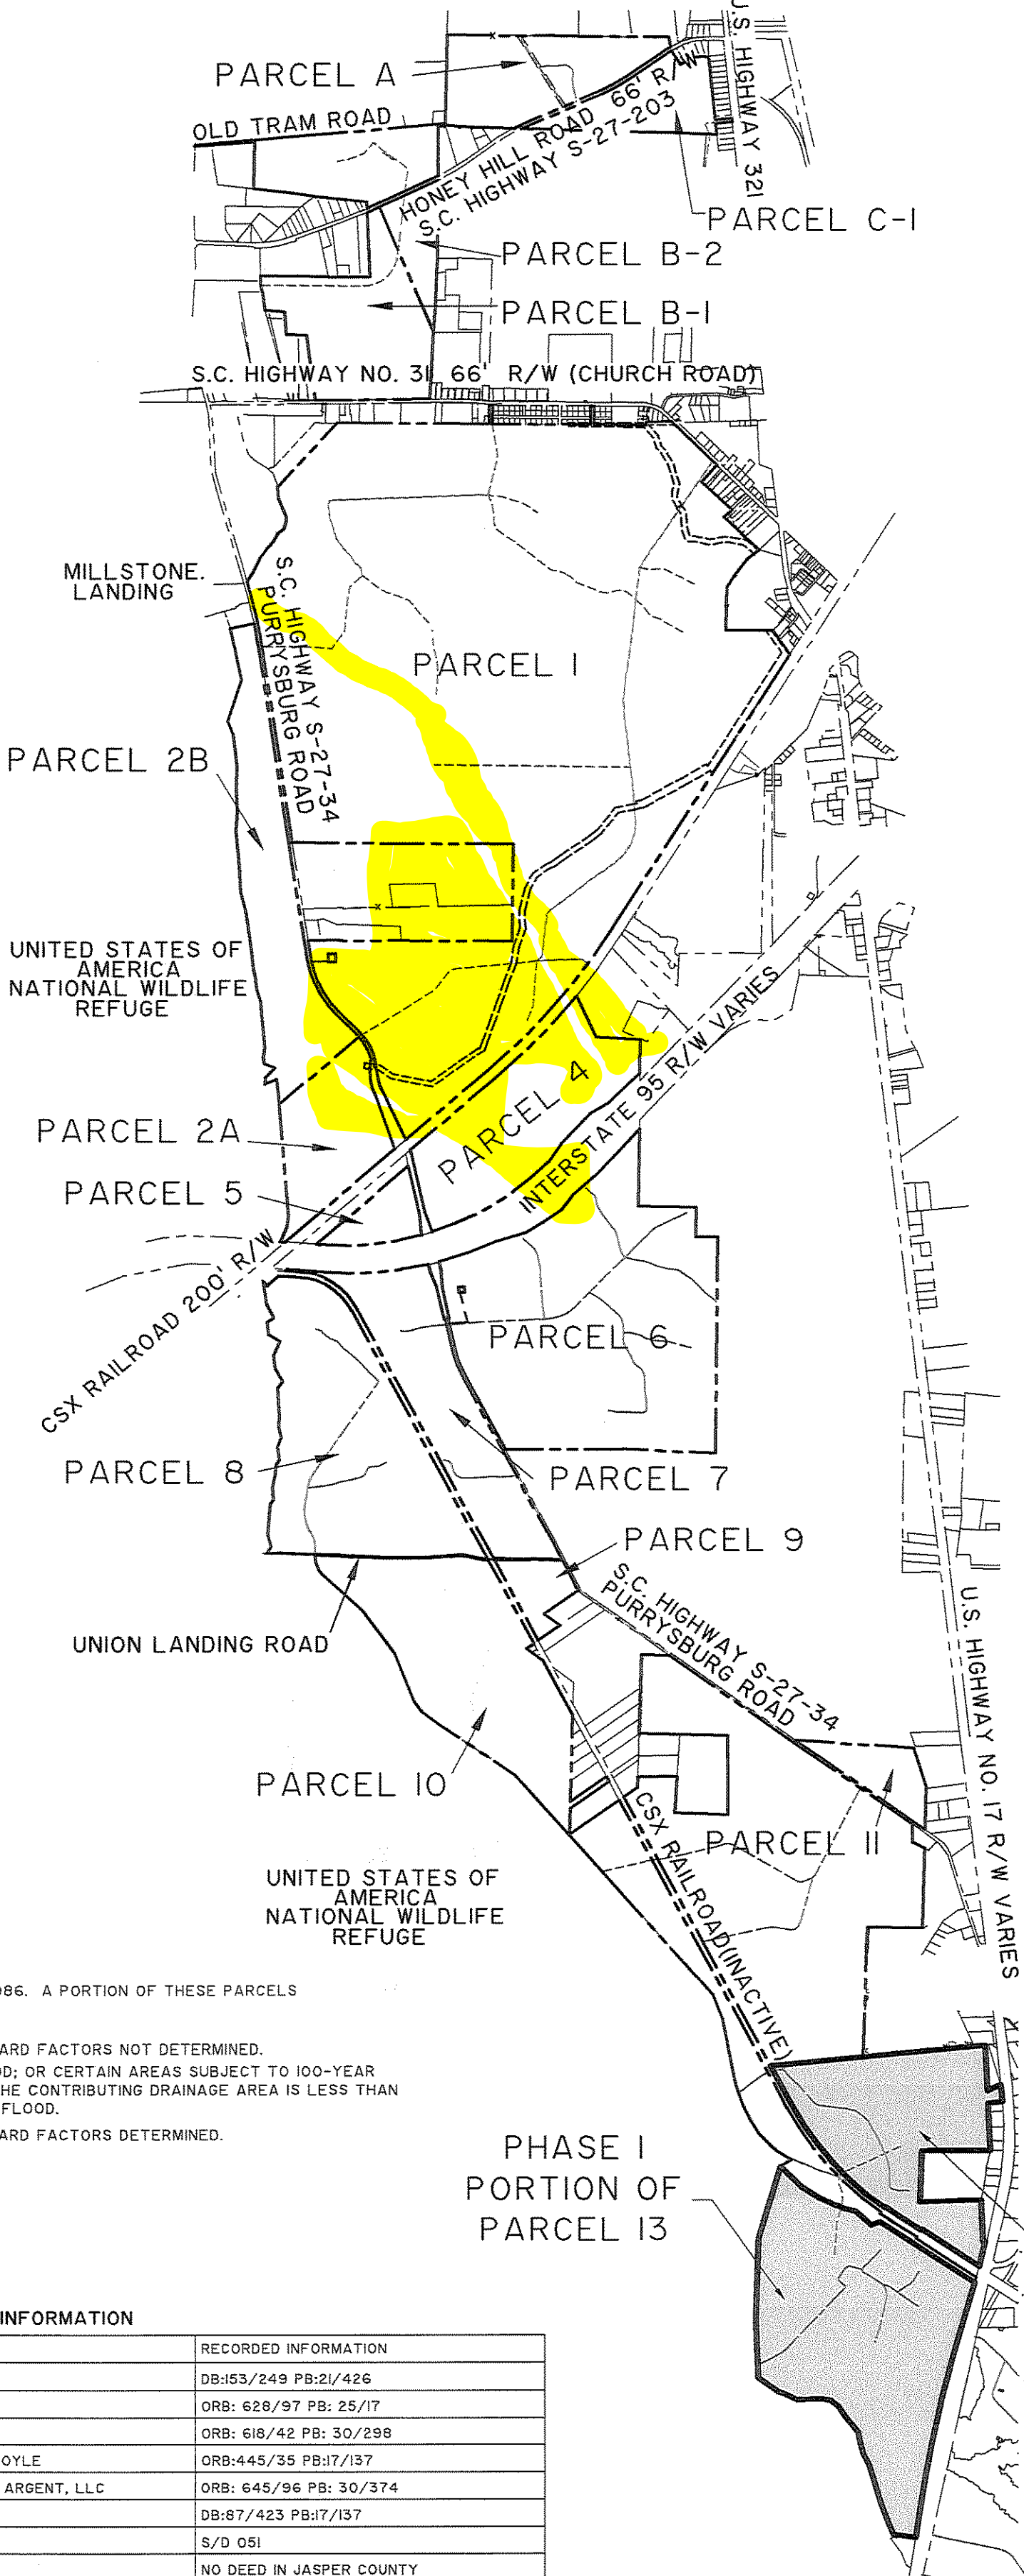 U.S. HIGHWAY 321
PARCEL A
OLD TRAM ROAD
HONEY HILL ROAD 66' R/W
S.C. HIGHWAY S-27-203
PARCEL C-1
PARCEL B-2
PARCEL B-1
S.C. HIGHWAY NO. 31 66' R/W (CHURCH ROAD)
MILLSTONE.
LANDING
S.C. HIGHWAY S-27-34
PURRYSBURG ROAD
PARCEL 1
PARCEL 2B
UNITED STATES OF
AMERICA
NATIONAL WILDLIFE
REFUGE
PARCEL 4
INTERSTATE 95 R/W VARIES
PARCEL 2A
PARCEL 5
CSX RAILROAD 200' R/W
PARCEL 6
PARCEL 8
PARCEL 7
PARCEL 9
UNION LANDING ROAD
S.C. HIGHWAY S-27-34
PURRYSBURG ROAD
U.S. HIGHWAY NO. 17 R/W VARIES
PARCEL 10
CSX RAILROAD(INACTIVE)
PARCEL 11
UNITED STATES OF
AMERICA
NATIONAL WILDLIFE
REFUGE
986. A PORTION OF THESE PARCELS
ARD FACTORS NOT DETERMINED.
OD; OR CERTAIN AREAS SUBJECT TO 100-YEAR
HE CONTRIBUTING DRAINAGE AREA IS LESS THAN
FLOOD.
ARD FACTORS DETERMINED.
PHASE 1
PORTION OF
PARCEL 13
INFORMATION
RECORDED INFORMATION
DB:153/249 PB:21/426
ORB: 628/97 PB: 25/17
ORB: 618/42 PB: 30/298
OYLE ORB:445/35 PB:17/137
ARGENT, LLC ORB: 645/96 PB: 30/374
DB:87/423 PB:17/137
S/D 051
NO DEED IN JASPER COUNTY